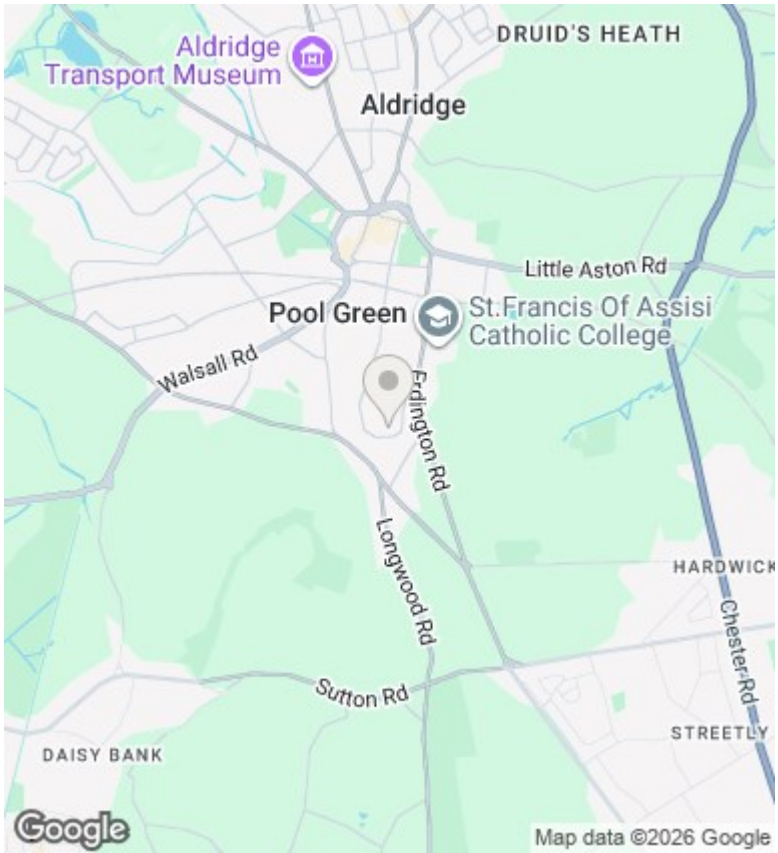 DRUID'S HEATH
Aldridge
Transport Museum
Aldridge
Little Aston Rd
Pool Green
St.Francis Of Assisi
Catholic College
Walsall Rd
Erdington Rd
Longwood Rd
HARDWICK
Chester Rd
Sutton Rd
STREETLY
DAISY BANK
Google
Map data ©2026 Google